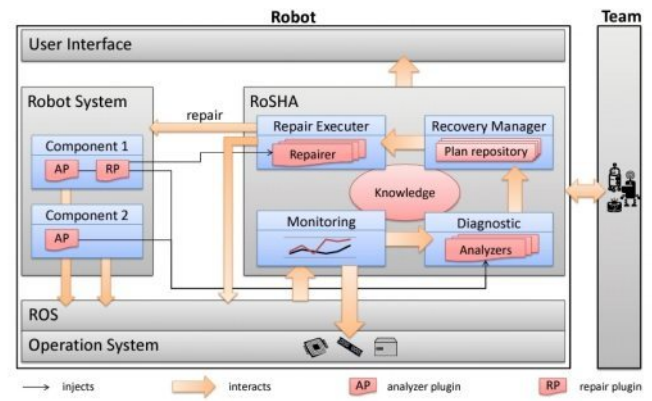 Robot
Team
User Interface
Robot System
repair
RoSHA
Component 1
AP
RP
Component 2
AP
Repair Executer
Repairer
Recovery Manager
Plan repository
Knowledge
Monitoring
Diagnostic
Analyzers
ROS
Operation System
injects
interacts
AP
analyzer plugin
RP
repair plugin